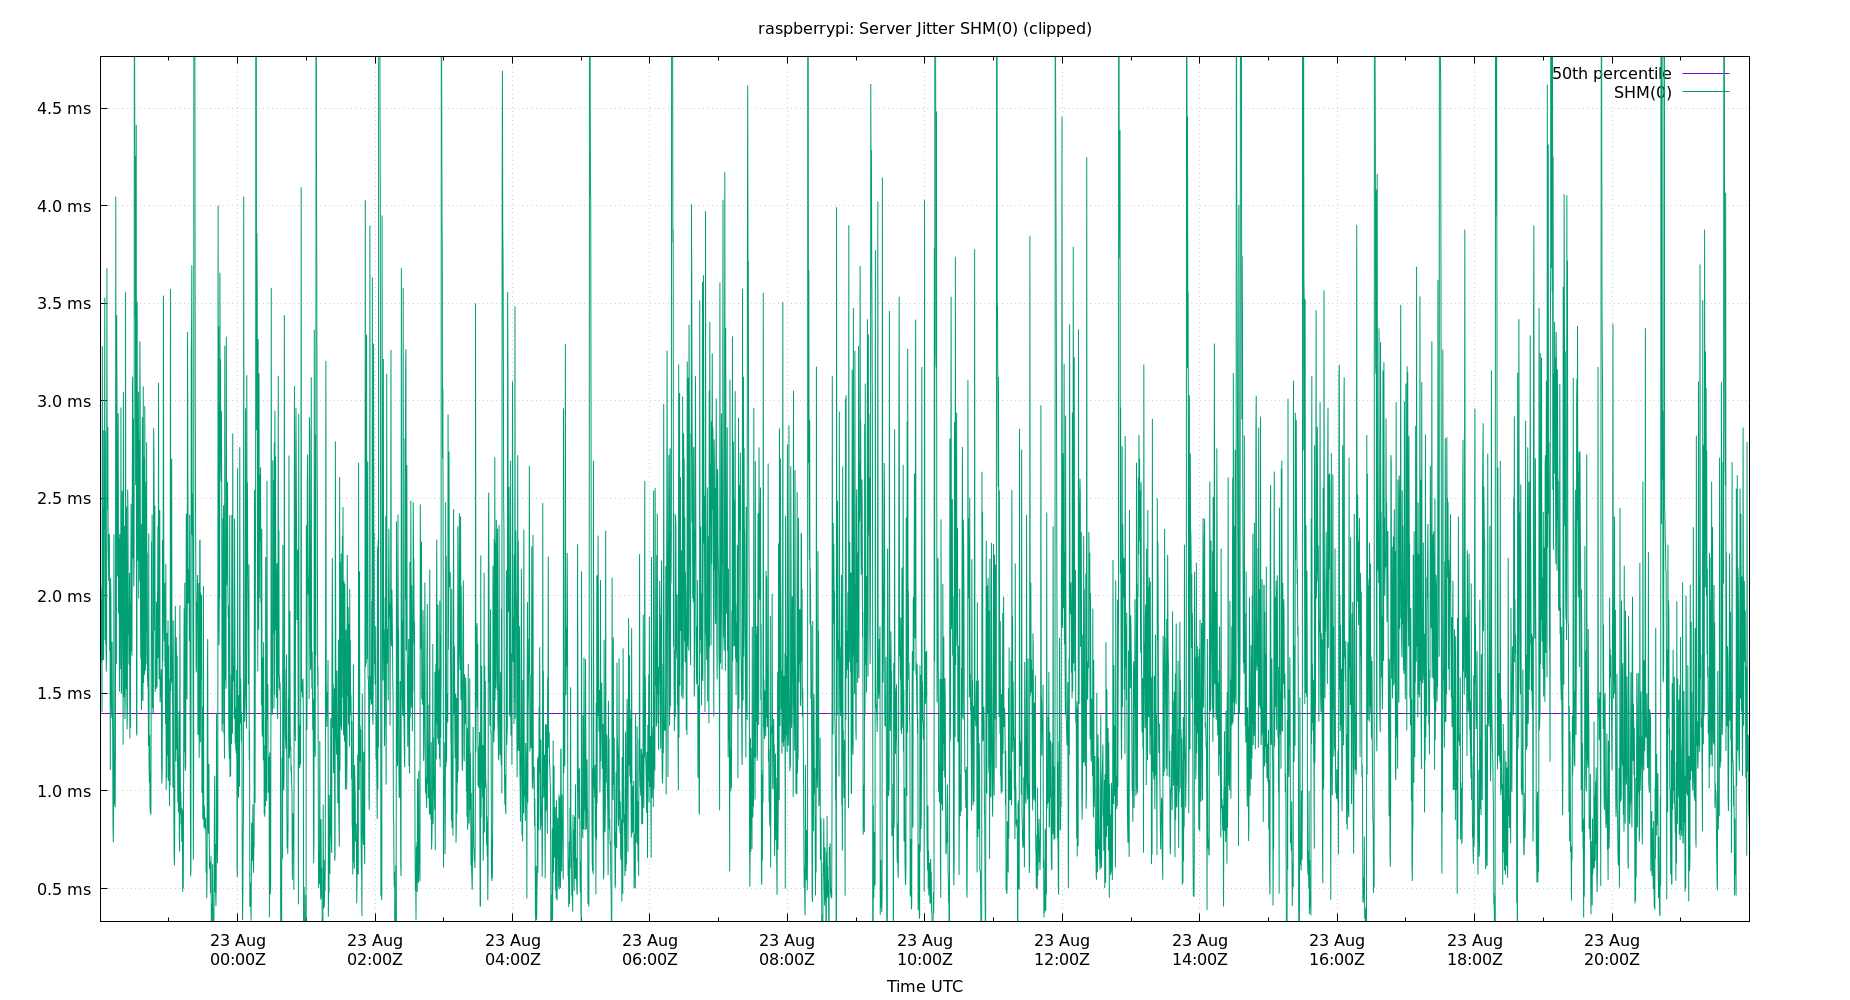 raspberrypi: Server Jitter SHM(0) (clipped)
50th percentile
SHM(0)
4.5 ms
4.0 ms
3.5 ms
3.0 ms
2.5 ms
2.0 ms
1.5 ms
1.0 ms
0.5 ms
23 Aug 23 Aug 23 Aug 23 Aug 23 Aug 23 Aug 23 Aug 23 Aug 23 Aug 23 Aug 23 Aug
00:00Z 02:00Z 04:00Z 06:00Z 08:00Z 10:00Z 12:00Z 14:00Z 16:00Z 18:00Z 20:00Z
Time UTC